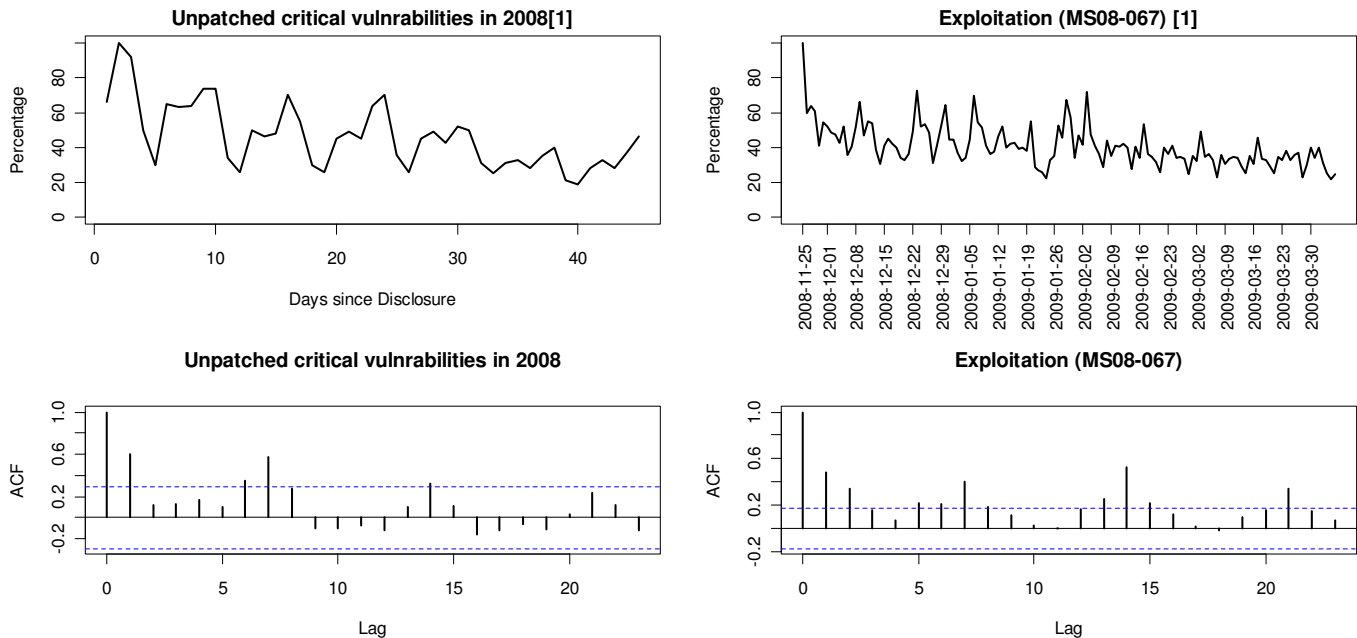 Unpatched critical vulnrabilities in 2008[1]
Percentage
0 20 40 60 80
0 10 20 30 40
Days since Disclosure
Exploitation (MS08-067) [1]
Percentage
0 20 40 60 80
2008-11-25
2008-12-01
2008-12-08
2008-12-15
2008-12-22
2008-12-29
2009-01-05
2009-01-12
2009-01-19
2009-01-26
2009-02-02
2009-02-09
2009-02-16
2009-02-23
2009-03-02
2009-03-09
2009-03-16
2009-03-23
2009-03-30
Unpatched critical vulnrabilities in 2008
ACF
-0.2 0.2 0.6 1.0
0 5 10 15 20
Lag
Exploitation (MS08-067)
ACF
-0.2 0.2 0.6 1.0
0 5 10 15 20
Lag